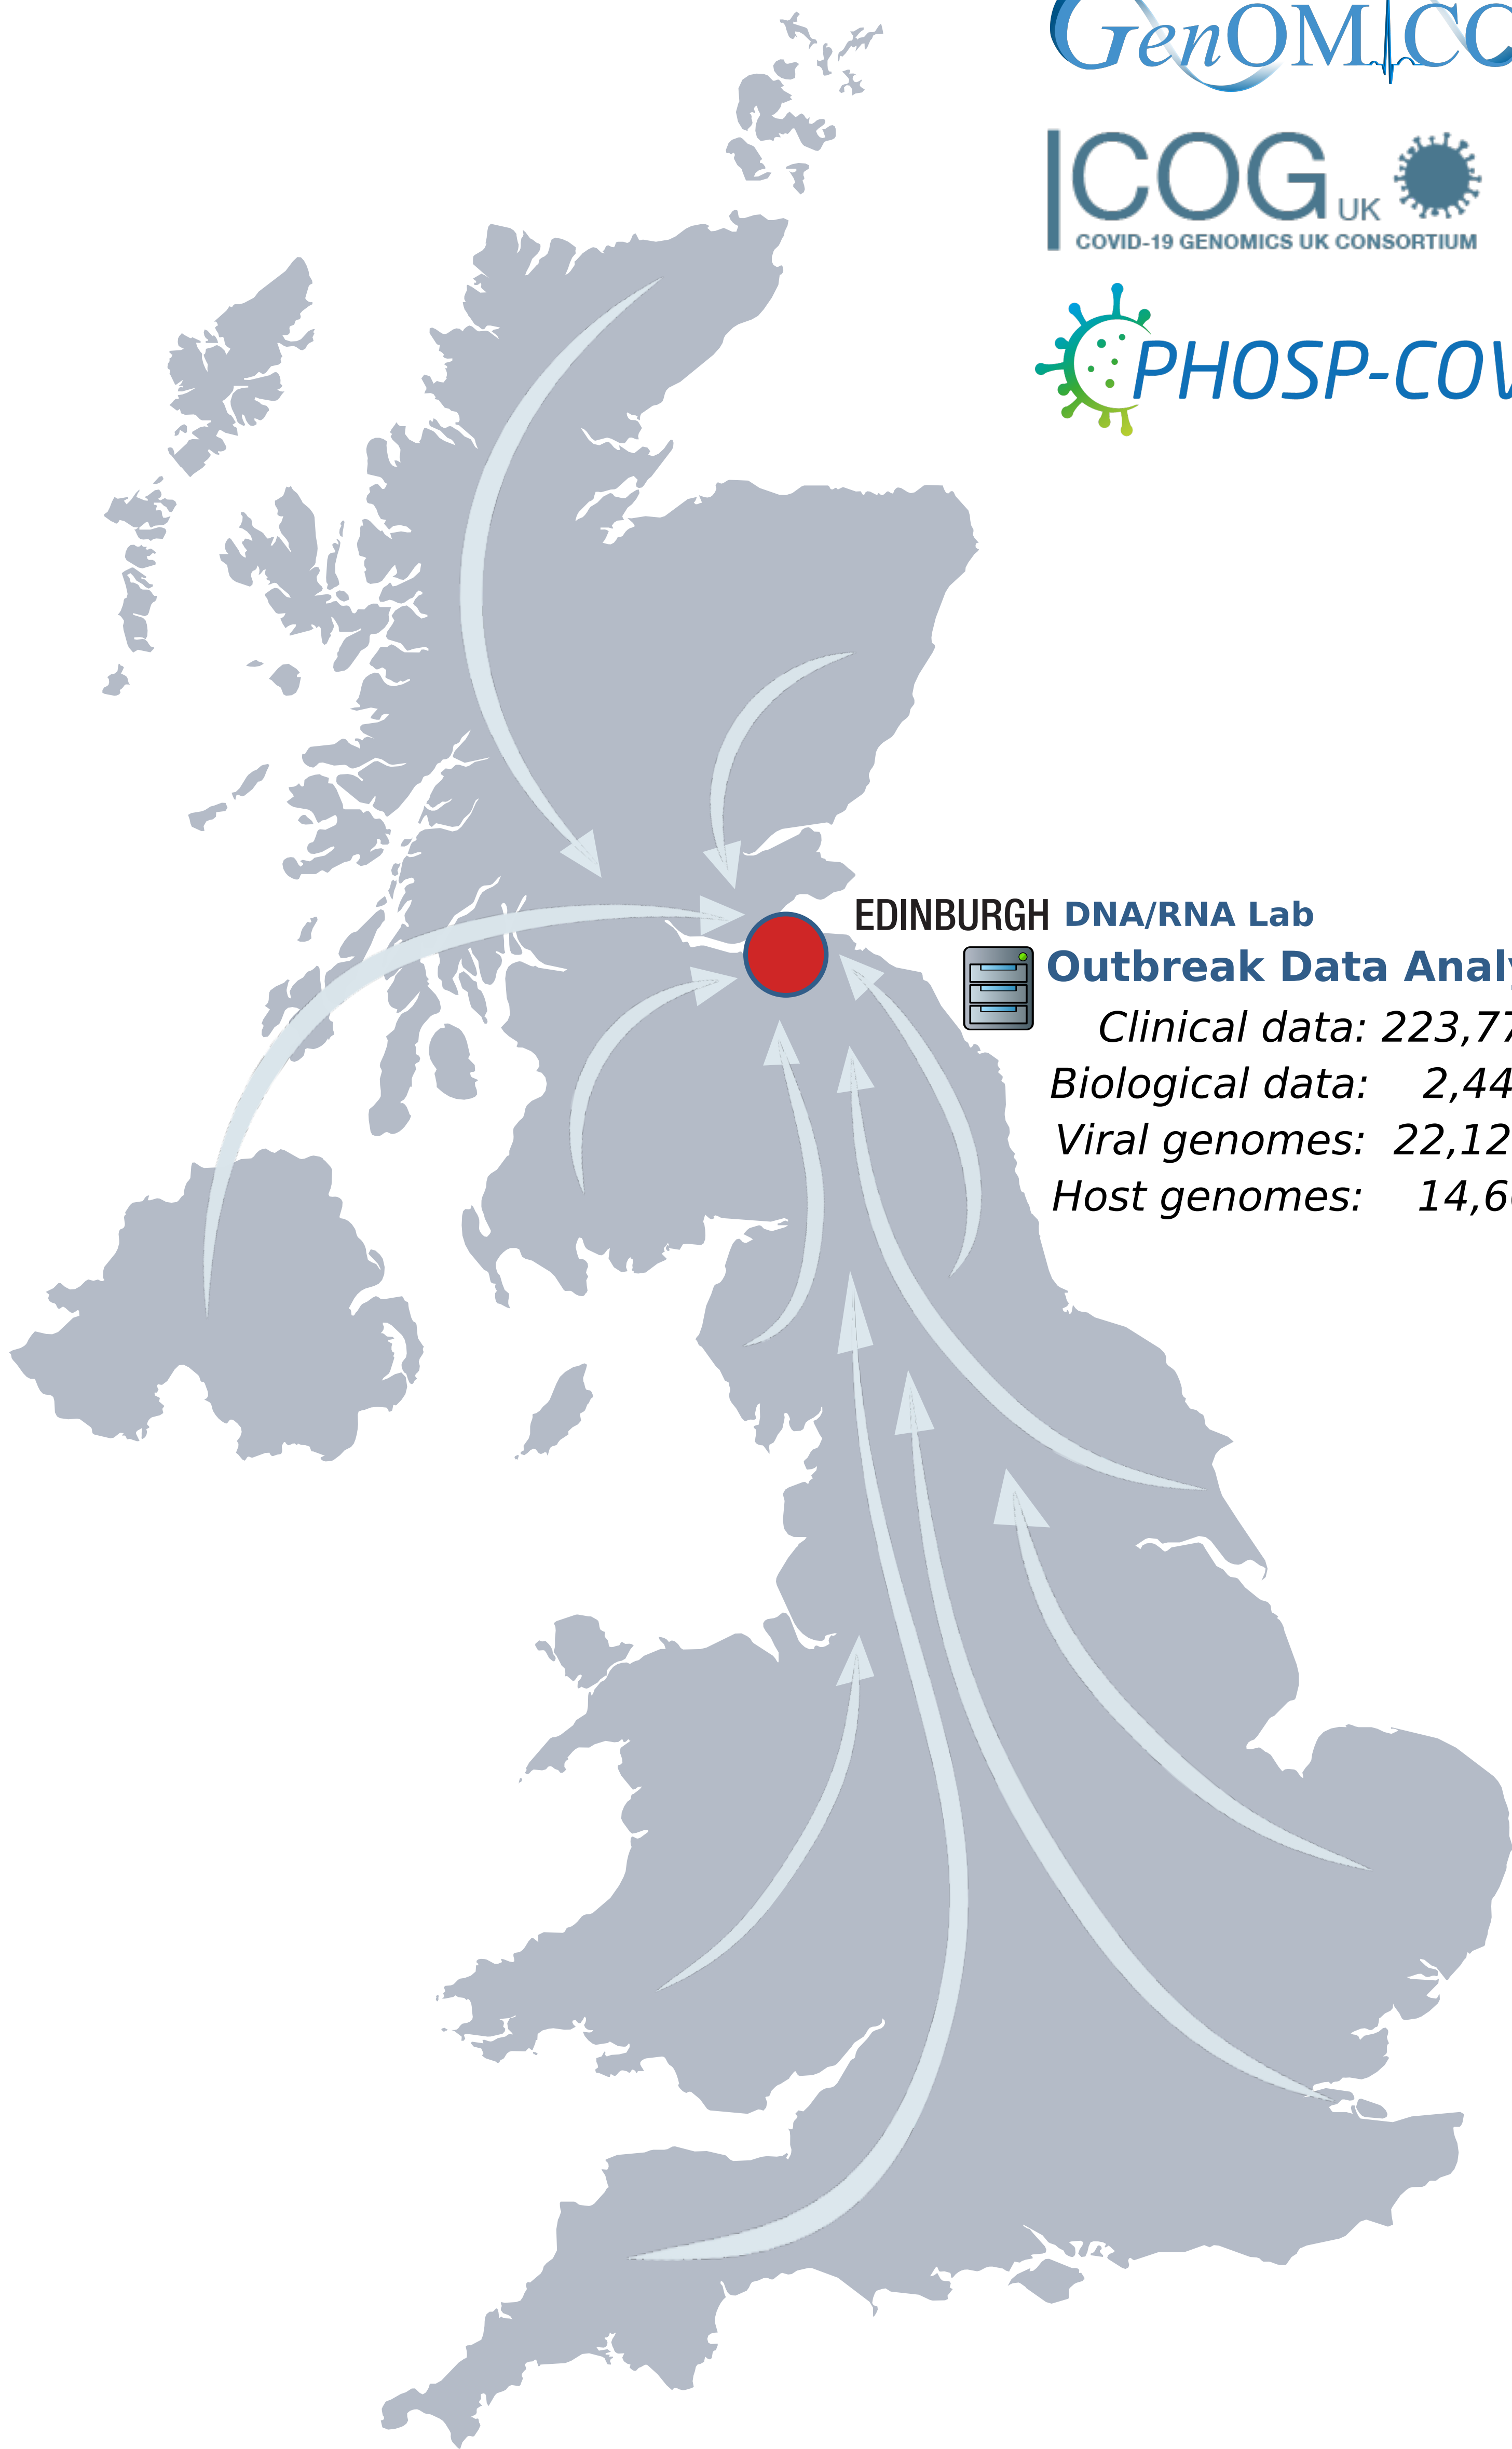 GenOMICC
COG UK
COVID-19 GENOMICS UK CONSORTIUM
PHOSP-COV
EDINBURGH DNA/RNA Lab
Outbreak Data Analy
Clinical data: 223,77
Biological data: 2,44
Viral genomes: 22,12
Host genomes: 14,6